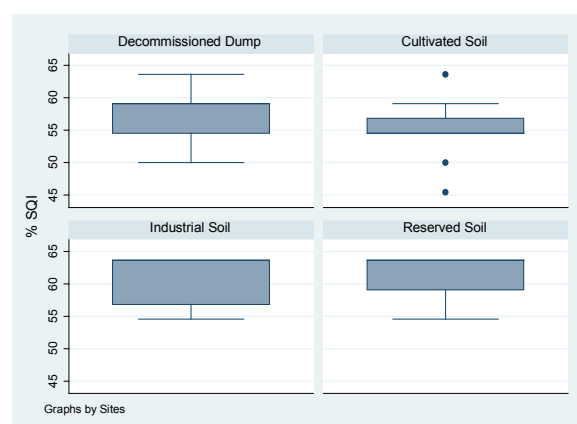 Decommissioned Dump
Cultivated Soil
65
60
55
50
45
% SQI
Industrial Soil
Reserved Soil
65
60
55
50
45
Graphs by Sites